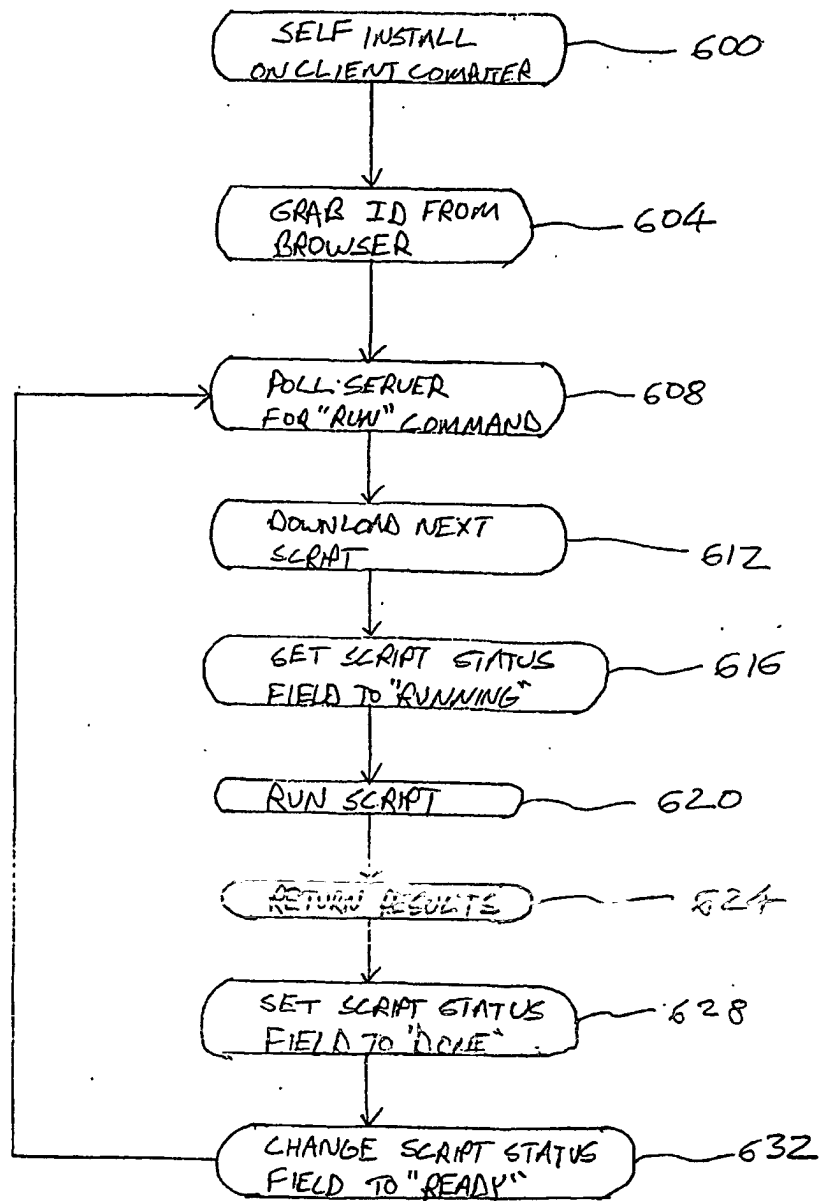 SELF INSTALL
ON CLIENT COMPUTER
600
GRAB ID FROM
BROWSER
604
POLL SERVER
FOR "RUN" COMMAND
608
DOWNLOAD NEXT
SCRIPT
612
SET SCRIPT STATUS
FIELD TO "RUNNING"
616
RUN SCRIPT
620
RETURN RESULTS
624
SET SCRIPT STATUS
FIELD TO "DONE"
628
CHANGE SCRIPT STATUS
FIELD TO "READY"
632